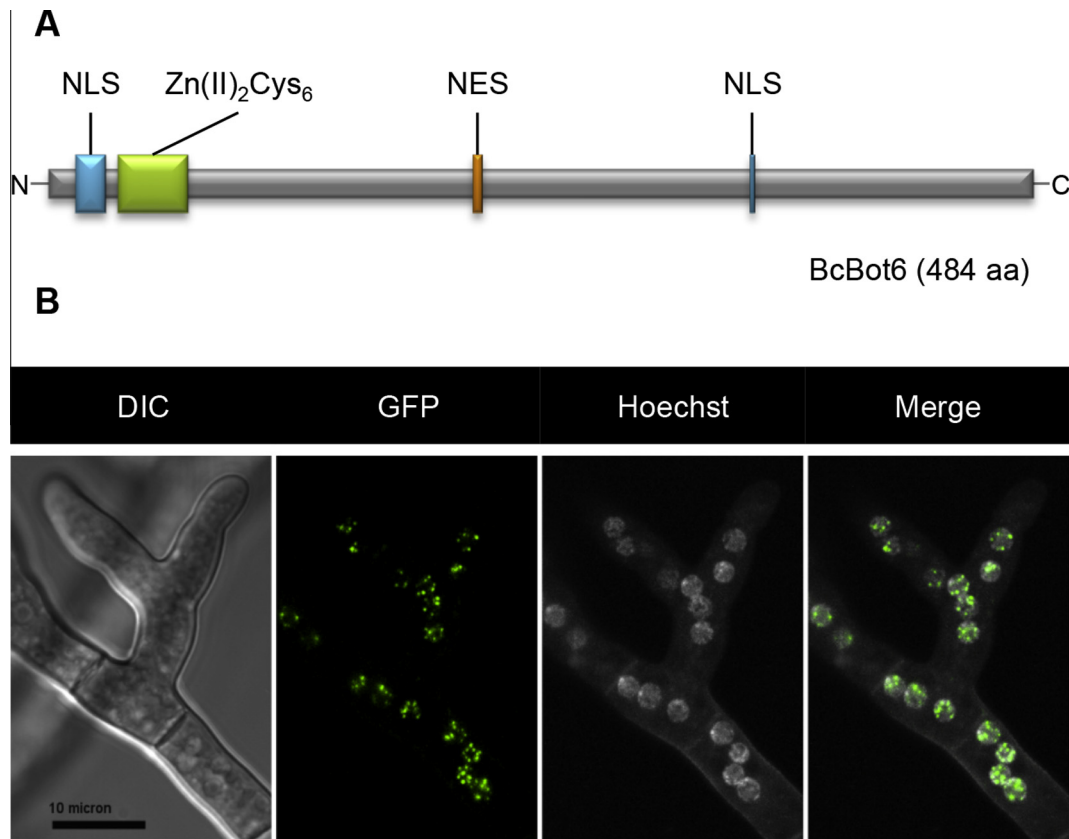 A
NLS Zn(II)₂Cys₆ NES NLS
N C
BcBot6 (484 aa)
B
DIC GFP Hoechst Merge
10 micron